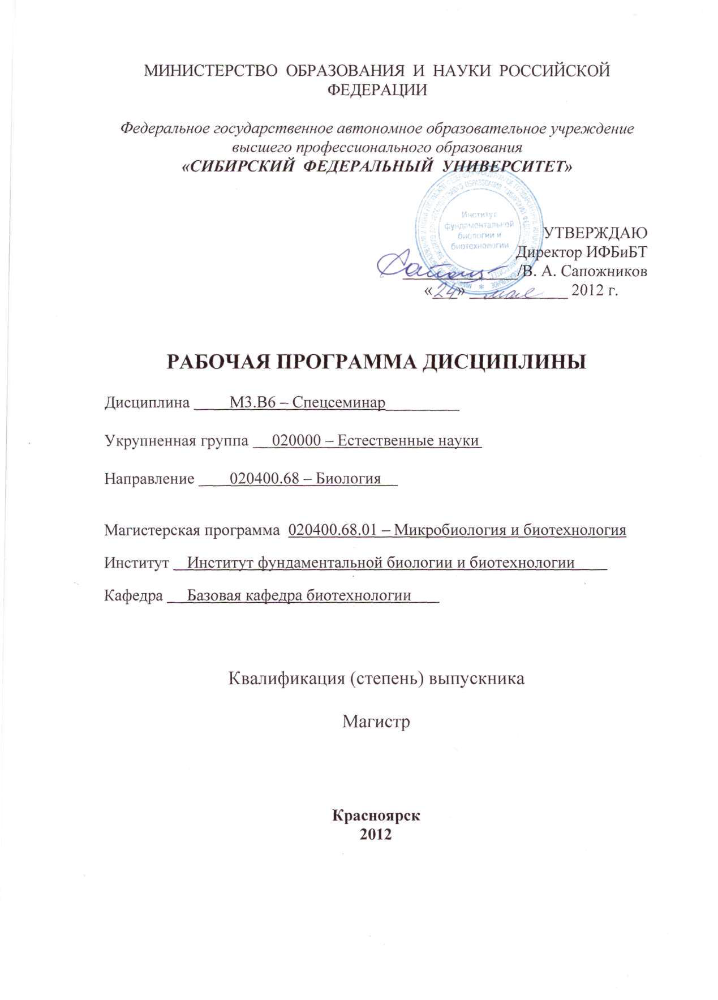 МИНИСТЕРСТВО ОБРАЗОВАНИЯ И НАУКИ РОССИЙСКОЙ
ФЕДЕРАЦИИ
Федеральное государственное автономное образовательное учреждение
высшего профессионального образования
«СИБИРСКИЙ ФЕДЕРАЛЬНЫЙ УНИВЕРСИТЕТ»
Институт
фундаментальной
биологии и
биотехнологии
УТВЕРЖДАЮ
Директор ИФБиБТ
/В. А. Сапожников
«24» мая 2012 г.
РАБОЧАЯ ПРОГРАММА ДИСЦИПЛИНЫ
Дисциплина М3.В6 – Спецсеминар
Укрупненная группа 020000 – Естественные науки
Направление 020400.68 – Биология
Магистерская программа 020400.68.01 – Микробиология и биотехнология
Институт Институт фундаментальной биологии и биотехнологии
Кафедра Базовая кафедра биотехнологии
Квалификация (степень) выпускника
Магистр
Красноярск
2012